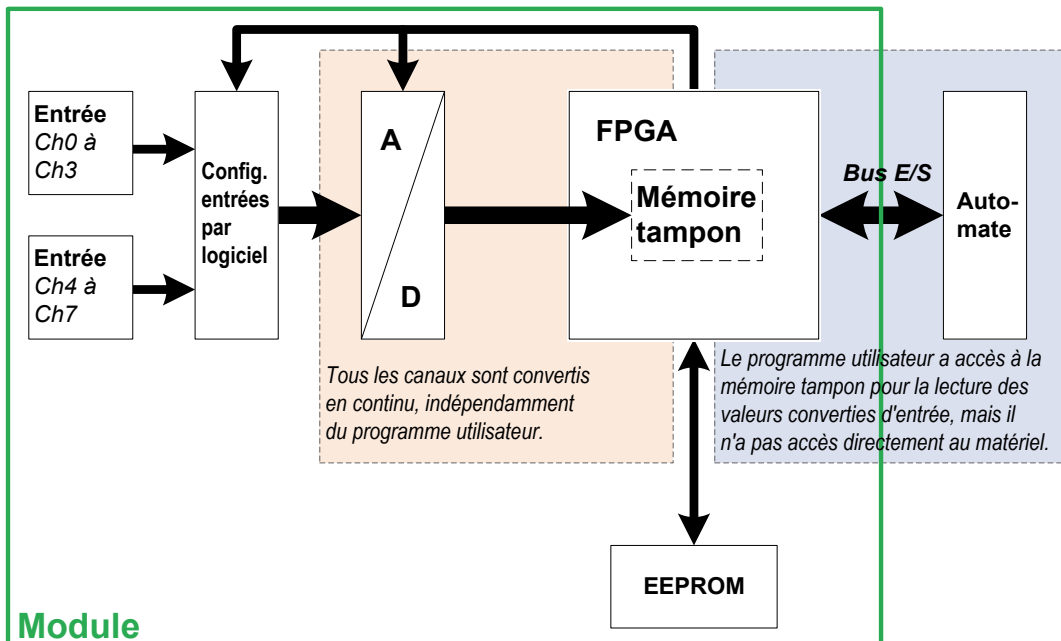 Entrée
Ch0 à
Ch3
Entrée
Ch4 à
Ch7
Config.
entrées
par
logiciel
A
D
FPGA
Mémoire
tampon
Bus E/S
Auto-
mate
Tous les canaux sont convertis
en continu, indépendamment
du programme utilisateur.
Le programme utilisateur a accès à la
mémoire tampon pour la lecture des
valeurs converties d'entrée, mais il
n'a pas accès directement au matériel.
EEPROM
Module